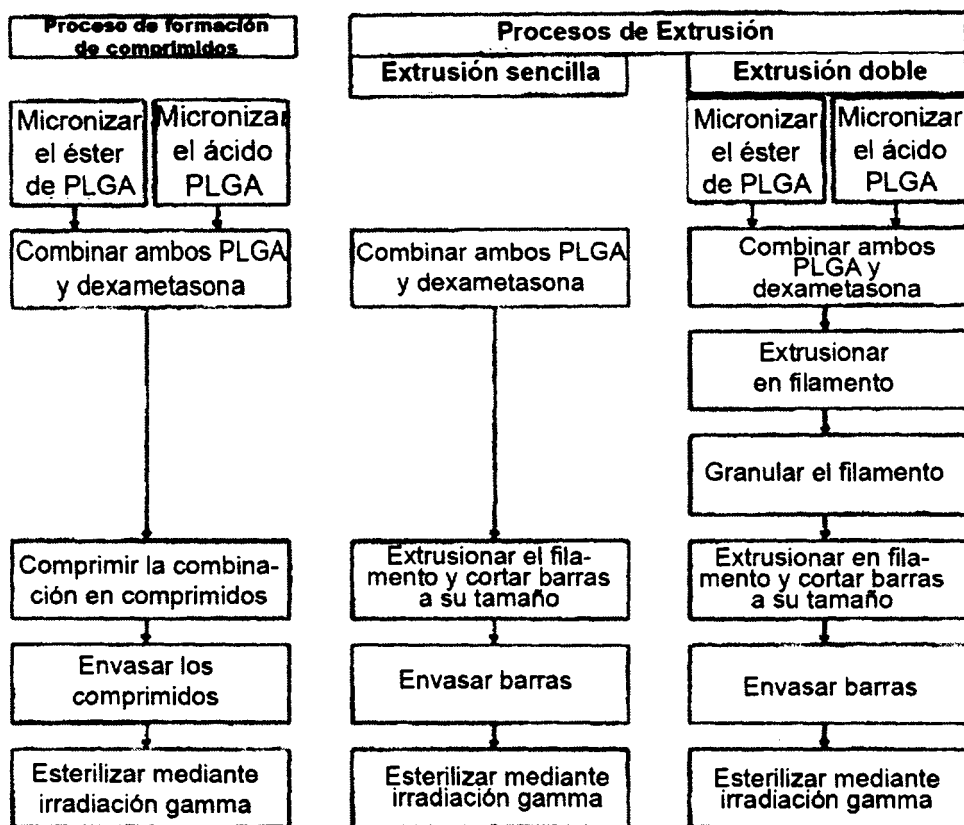 Proceso de formación
de comprimidos
Procesos de Extrusión
Extrusión sencilla
Extrusión doble
Micronizar
el éster
de PLGA
Micronizar
el ácido
PLGA
Micronizar
el éster
de PLGA
Micronizar
el ácido
PLGA
Combinar ambos PLGA
y dexametasona
Combinar ambos PLGA
y dexametasona
Combinar ambos
PLGA y
dexametasona
Extrusionar
en filamento
Granular el filamento
Comprimir la combina-
ción en comprimidos
Extrusionar el fila-
mento y cortar barras
a su tamaño
Extrusionar en fila-
mento y cortar barras
a su tamaño
Envasar los
comprimidos
Envasar barras
Envasar barras
Esterilizar mediante
irradiación gamma
Esterilizar mediante
irradiación gamma
Esterilizar mediante
irradiación gamma